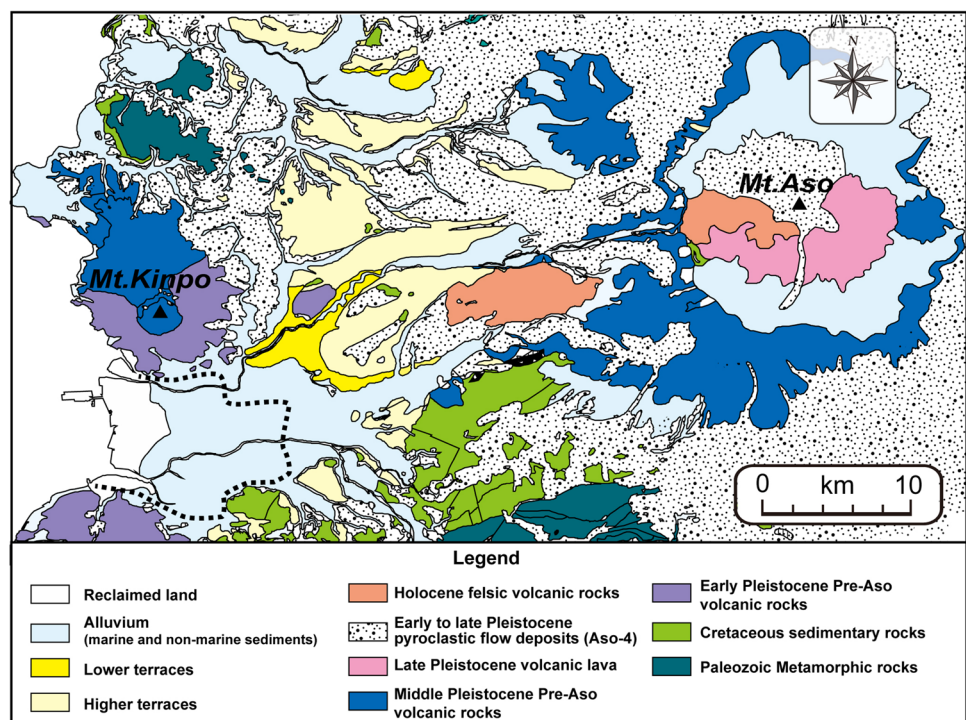 N
Mt.Aso
Mt.Kinpo
0 km 10
Legend
Reclaimed land
Alluvium
(marine and non-marine sediments)
Lower terraces
Higher terraces
Holocene felsic volcanic rocks
Early to late Pleistocene
pyroclastic flow deposits (Aso-4)
Late Pleistocene volcanic lava
Middle Pleistocene Pre-Aso
volcanic rocks
Early Pleistocene Pre-Aso
volcanic rocks
Cretaceous sedimentary rocks
Paleozoic Metamorphic rocks